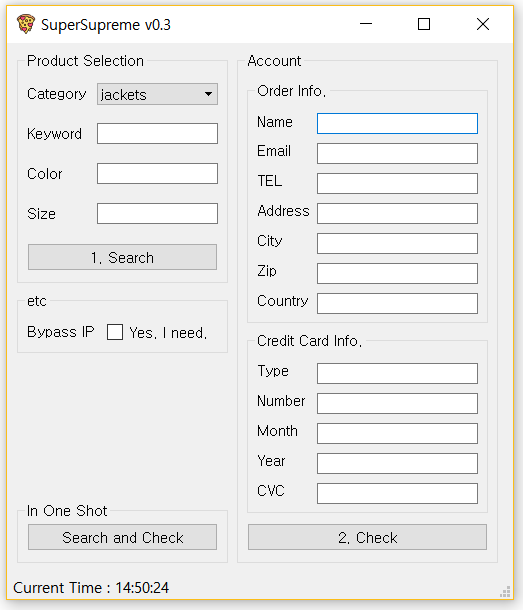 SuperSupreme v0.3
Product Selection
Category jackets
Keyword
Color
Size
1. Search
etc
Bypass IP Yes, I need.
In One Shot
Search and Check
Account
Order Info.
Name
Email
TEL
Address
City
Zip
Country
Credit Card Info.
Type
Number
Month
Year
CVC
2. Check
Current Time : 14:50:24